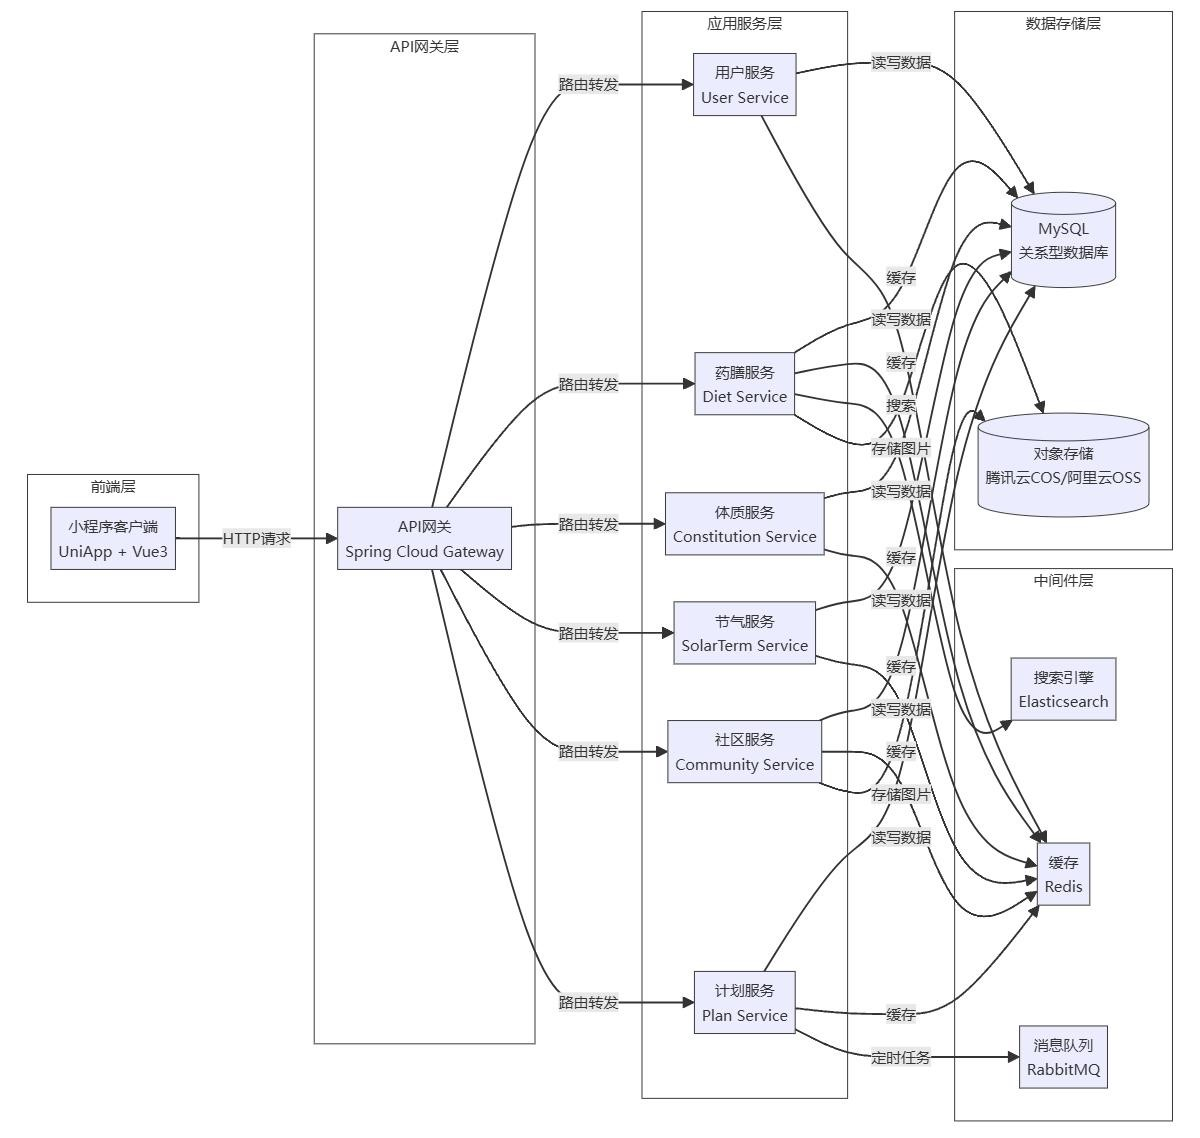 前端层
小程序客户端
UniApp + Vue3
HTTP请求
API网关层
API网关
Spring Cloud Gateway
路由转发
路由转发
路由转发
路由转发
路由转发
路由转发
应用服务层
用户服务
User Service
药膳服务
Diet Service
体质服务
Constitution Service
节气服务
SolarTerm Service
社区服务
Community Service
计划服务
Plan Service
读写数据
缓存
读写数据
缓存
搜索
存储图片
读写数据
缓存
读写数据
缓存
读写数据
缓存
存储图片
读写数据
缓存
定时任务
数据存储层
MySQL
关系型数据库
对象存储
腾讯云COS/阿里云OSS
中间件层
搜索引擎
Elasticsearch
缓存
Redis
消息队列
RabbitMQ